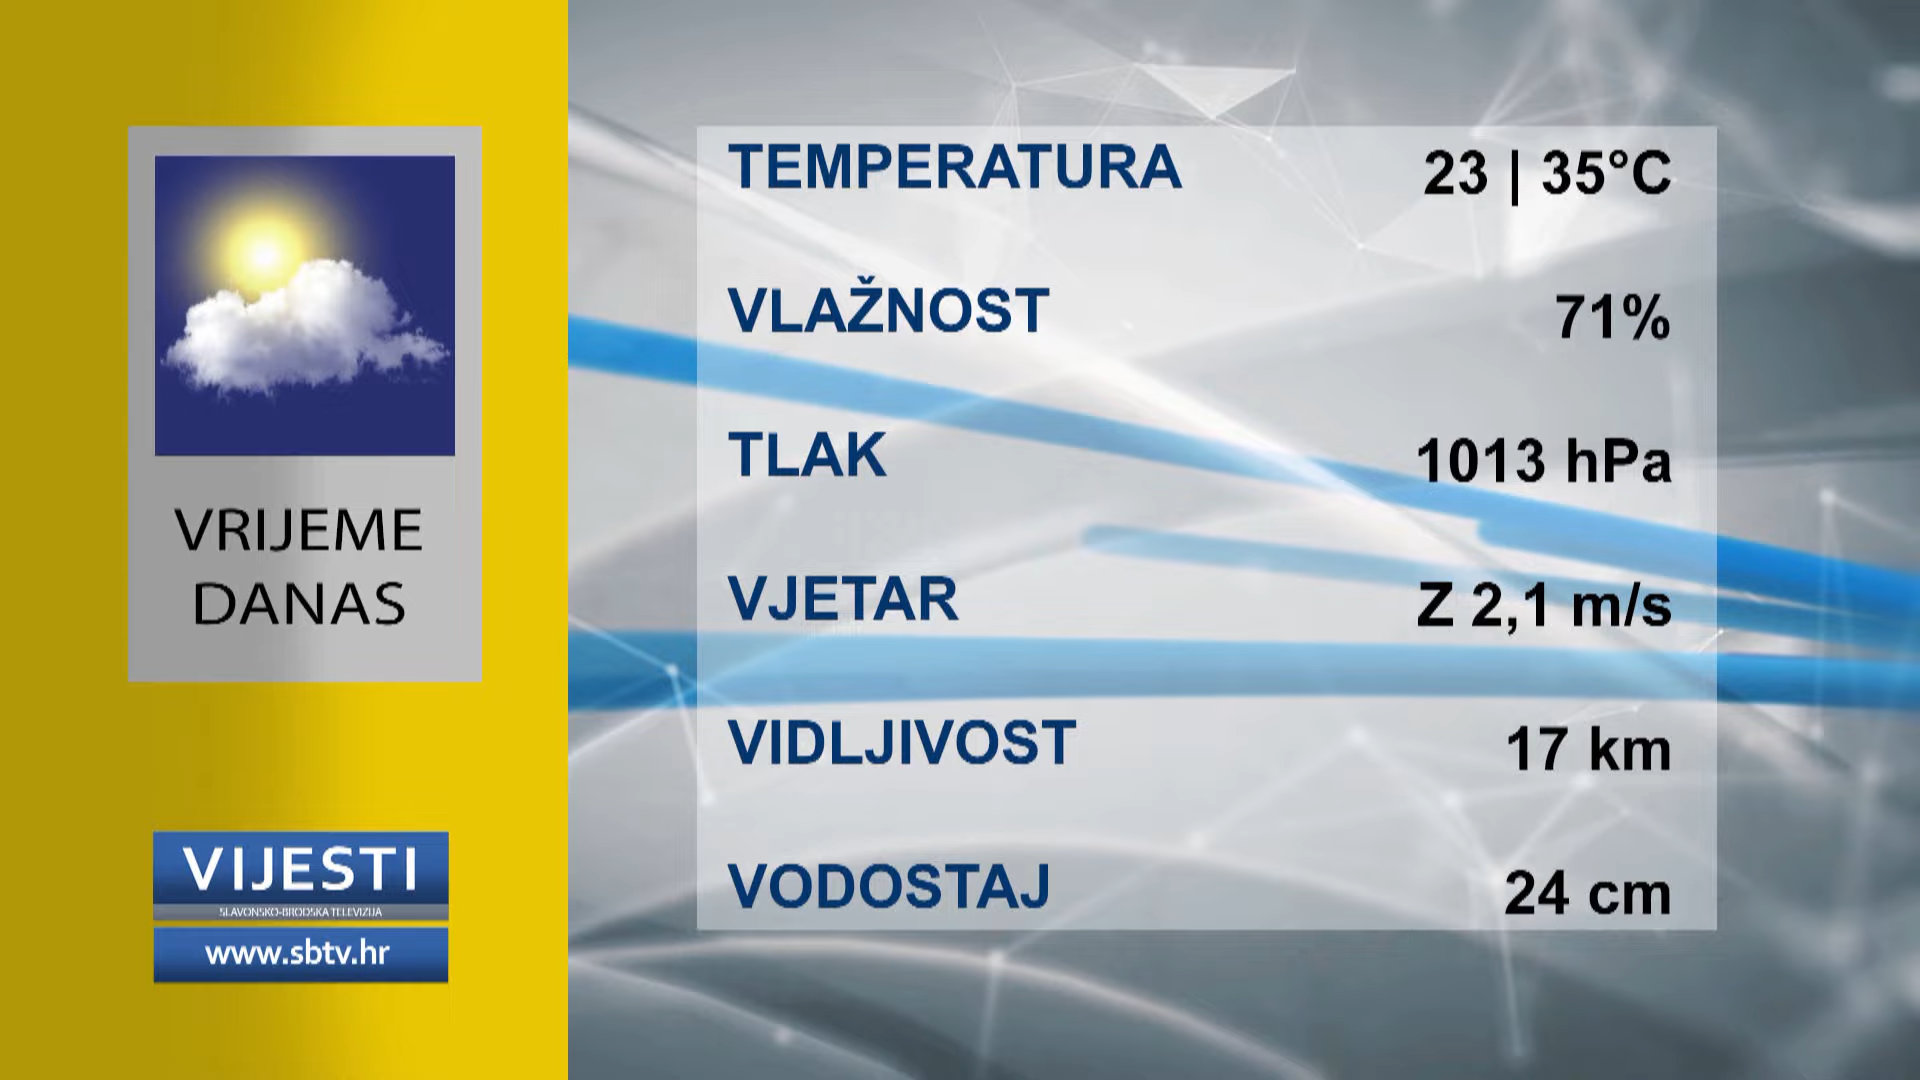 VRIJEME
DANAS
VIJESTI
SLAVONSKO-BRODSKA TELEVIZIJA
www.sbtv.hr
TEMPERATURA 23 | 35°C
VLAŽNOST 71%
TLAK 1013 hPa
VJETAR Z 2,1 m/s
VIDLJIVOST 17 km
VODOSTAJ 24 cm